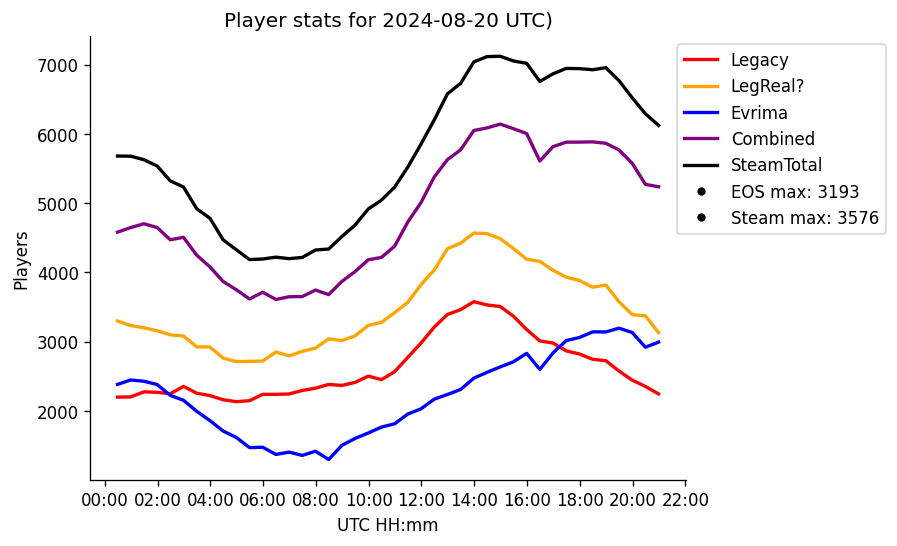 Player stats for 2024-08-20 UTC)
Players
7000
6000
5000
4000
3000
2000
00:00 02:00 04:00 06:00 08:00 10:00 12:00 14:00 16:00 18:00 20:00 22:00
UTC HH:mm
Legacy
LegReal?
Evrima
Combined
SteamTotal
EOS max: 3193
Steam max: 3576